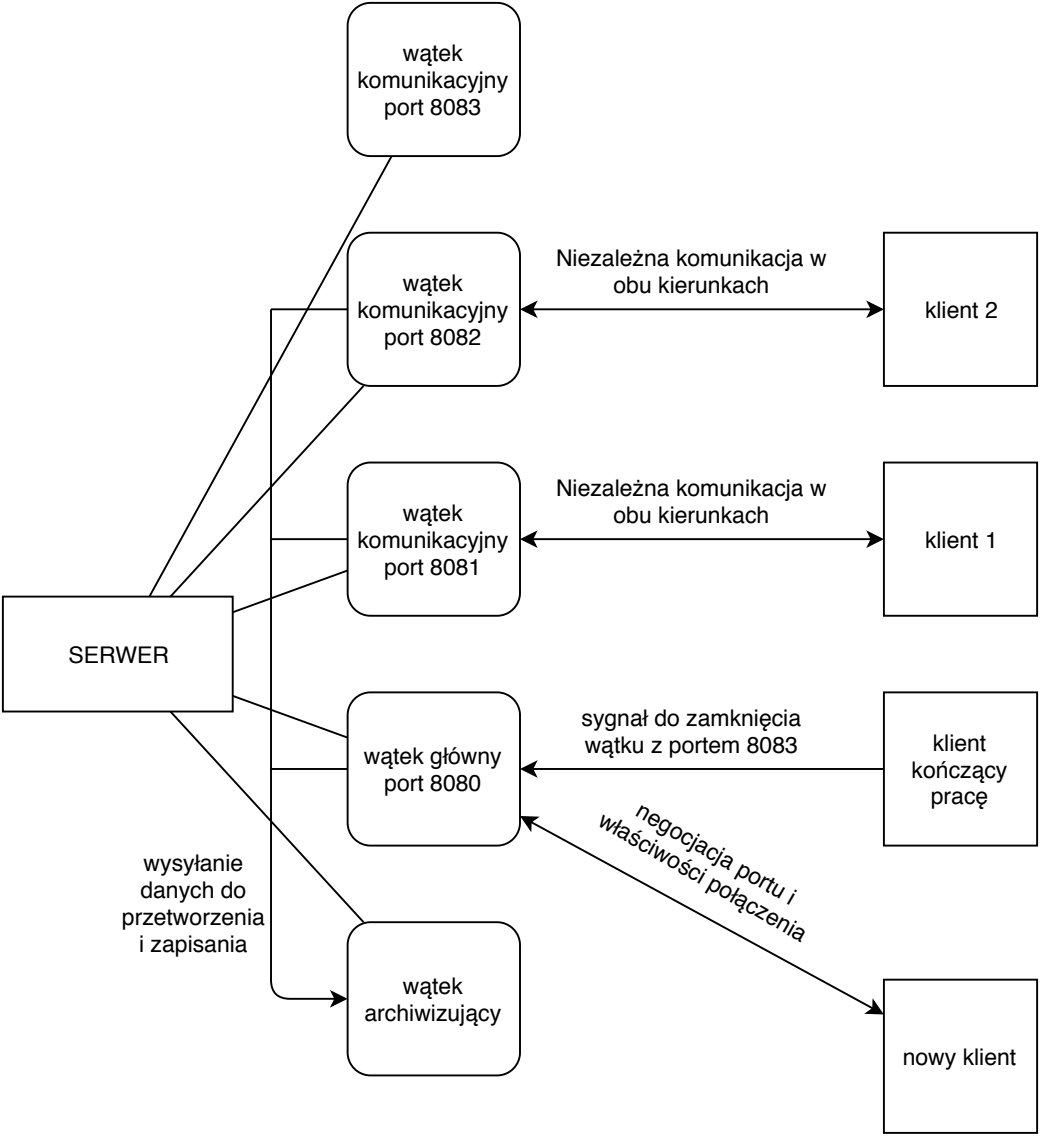 wątek
komunikacyjny
port 8083
wątek
komunikacyjny
port 8082
Niezależna komunikacja w
obu kierunkach
klient 2
wątek
komunikacyjny
port 8081
Niezależna komunikacja w
obu kierunkach
klient 1
SERWER
wątek główny
port 8080
sygnał do zamknięcia
wątku z portem 8083
klient
kończący
pracę
negocjacja portu i
właściwości połączenia
wysyłanie
danych do
przetworzenia
i zapisania
wątek
archiwizujący
nowy klient